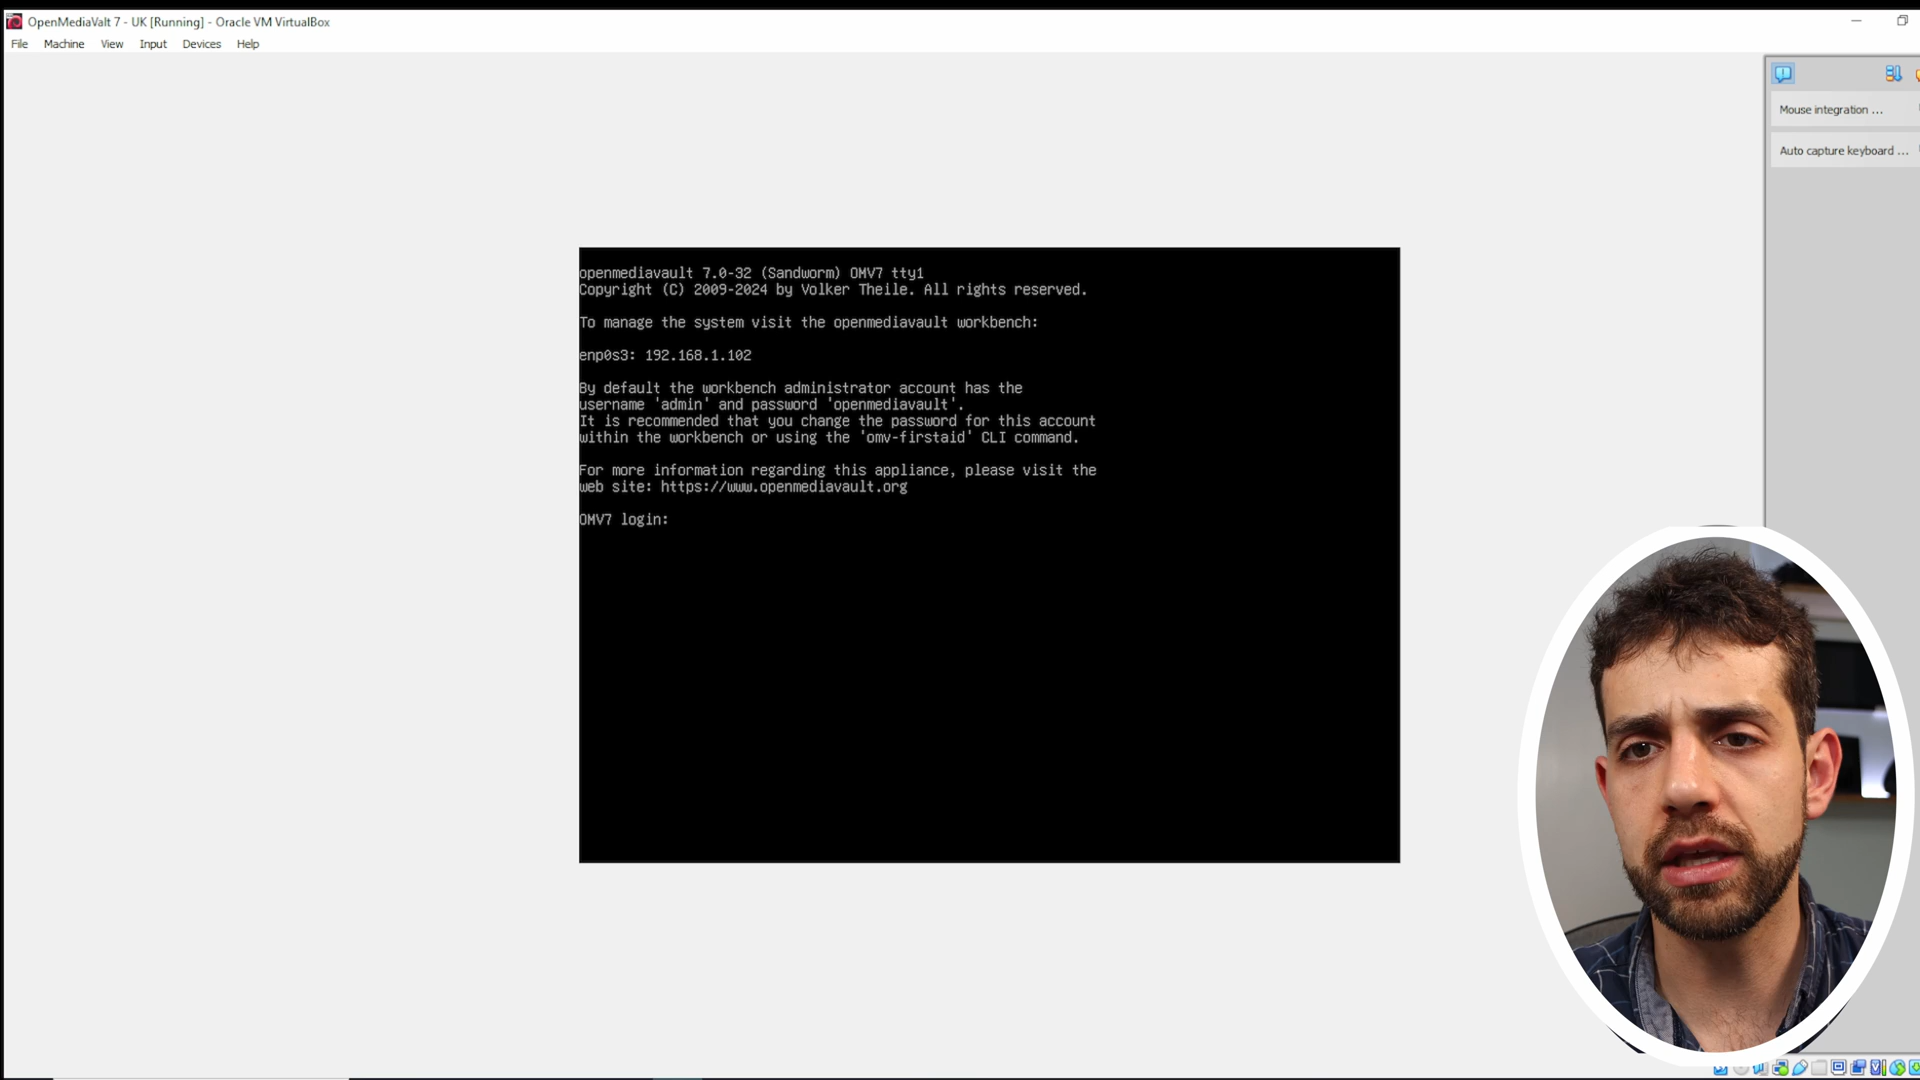 OpenMediaValt 7 - UK [Running] - Oracle VM VirtualBox
File Machine View Input Devices Help
Mouse integration ...
Auto capture keyboard ...
openmediavault 7.0-32 (Sandworm) OMV7 tty1
Copyright (C) 2009-2024 by Volker Theile. All rights reserved.
To manage the system visit the openmediavault workbench:
enp0s3: 192.168.1.102
By default the workbench administrator account has the
username 'admin' and password 'openmediavault'.
It is recommended that you change the password for this account
within the workbench or using the 'omv-firstaid' CLI command.
For more information regarding this appliance, please visit the
web site: https://www.openmediavault.org
OMV7 login: